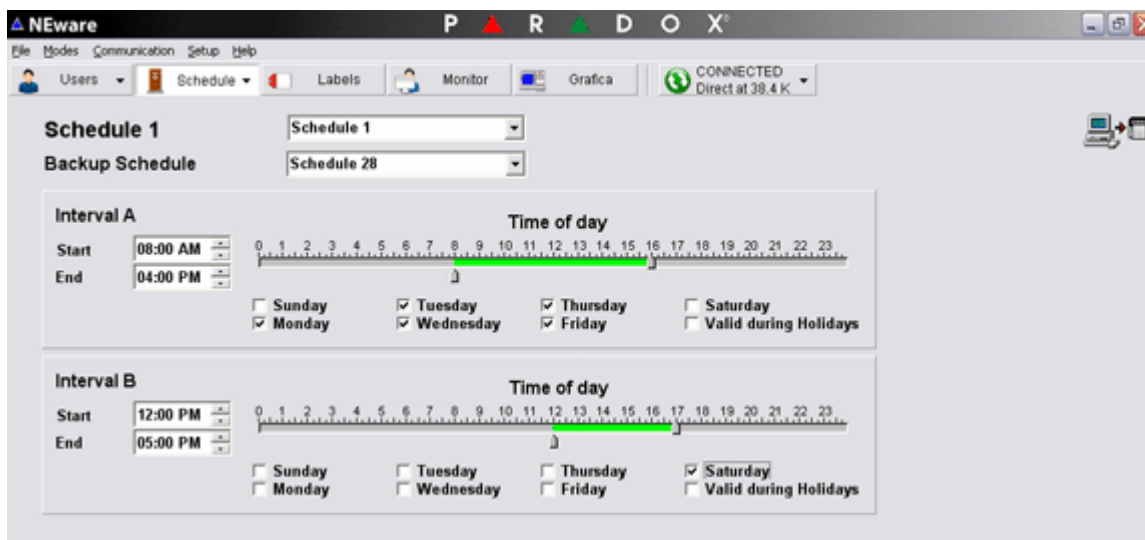 NEware
P A R A D O X®
File Modes Communication Setup Help
Users Schedule Labels Monitor Grafica CONNECTED
Direct at 38.4 K
Schedule 1 Schedule 1
Backup Schedule Schedule 28
Interval A
Time of day
Start 08:00 AM 0 1 2 3 4 5 6 7 8 9 10 11 12 13 14 15 16 17 18 19 20 21 22 23
End 04:00 PM
Sunday Tuesday Thursday Saturday
Monday Wednesday Friday Valid during Holidays
Interval B
Time of day
Start 12:00 PM 0 1 2 3 4 5 6 7 8 9 10 11 12 13 14 15 16 17 18 19 20 21 22 23
End 05:00 PM
Sunday Tuesday Thursday Saturday
Monday Wednesday Friday Valid during Holidays